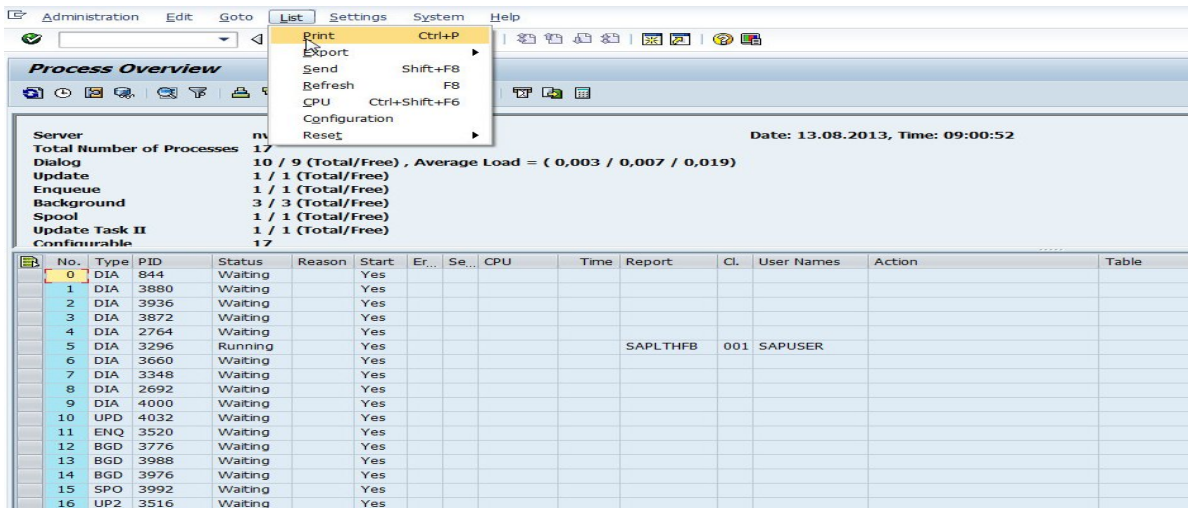 Administration Edit Goto List Settings System Help
Print Ctrl+P
Export
Send Shift+F8
Refresh F8
CPU Ctrl+Shift+F6
Configuration
Reset
Process Overview
Server Date: 13.08.2013, Time: 09:00:52
Total Number of Processes 17
Dialog 10 / 9 (Total/Free) , Average Load = ( 0,003 / 0,007 / 0,019)
Update 1 / 1 (Total/Free)
Enqueue 1 / 1 (Total/Free)
Background 3 / 3 (Total/Free)
Spool 1 / 1 (Total/Free)
Update Task II 1 / 1 (Total/Free)
Configurable 17
No. Type PID Status Reason Start Er... Se... CPU Time Report Cl. User Names Action Table
0 DIA 844 Waiting Yes
1 DIA 3880 Waiting Yes
2 DIA 3936 Waiting Yes
3 DIA 3872 Waiting Yes
4 DIA 2764 Waiting Yes
5 DIA 3296 Running Yes SAPLTHFB 001 SAPUSER
6 DIA 3660 Waiting Yes
7 DIA 3348 Waiting Yes
8 DIA 2692 Waiting Yes
9 DIA 4000 Waiting Yes
10 UPD 4032 Waiting Yes
11 ENQ 3520 Waiting Yes
12 BGD 3776 Waiting Yes
13 BGD 3988 Waiting Yes
14 BGD 3976 Waiting Yes
15 SPO 3992 Waiting Yes
16 UP2 3516 Waiting Yes